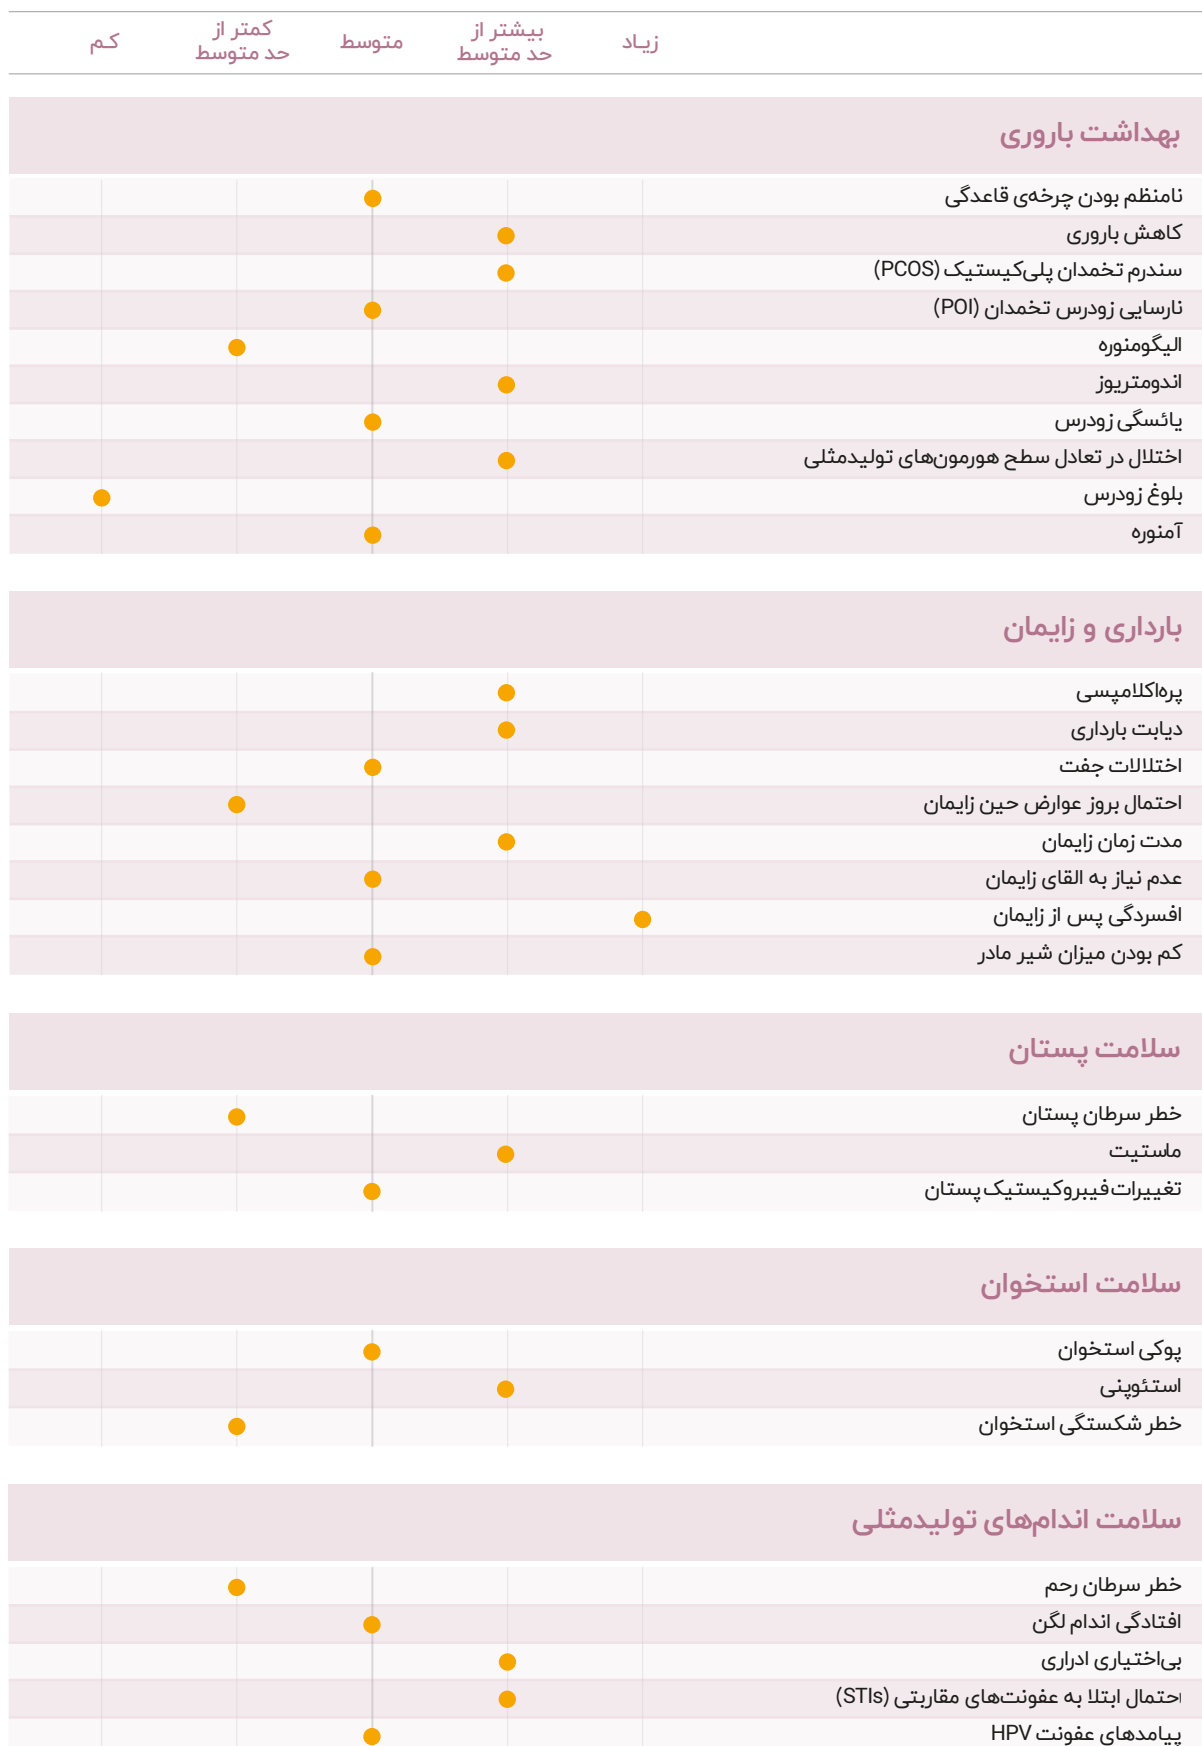 زیاد
بیشتر از
حد متوسط
متوسط
کمتر از
حد متوسط
کم
بهداشت باروری
نامنظم بودن چرخه‌ی قاعدگی
کاهش باروری
سندرم تخمدان پلی‌کیستیک (PCOS)
نارسایی زودرس تخمدان (POI)
الیگومنوره
اندومتریوز
یائسگی زودرس
اختلال در تعادل سطح هورمون‌های تولیدمثلی
بلوغ زودرس
آمنوره
بارداری و زایمان
پره‌اکلامپسی
دیابت بارداری
اختلالات جفت
احتمال بروز عوارض حین زایمان
مدت زمان زایمان
عدم نیاز به القای زایمان
افسردگی پس از زایمان
کم بودن میزان شیر مادر
سلامت پستان
خطر سرطان پستان
ماستیت
تغییرات فیبروکیستیک پستان
سلامت استخوان
پوکی استخوان
استئوپنی
خطر شکستگی استخوان
سلامت اندام‌های تولیدمثلی
خطر سرطان رحم
افتادگی اندام لگن
بی‌اختیاری ادراری
احتمال ابتلا به عفونت‌های مقاربتی (STIs)
پیامدهای عفونت HPV